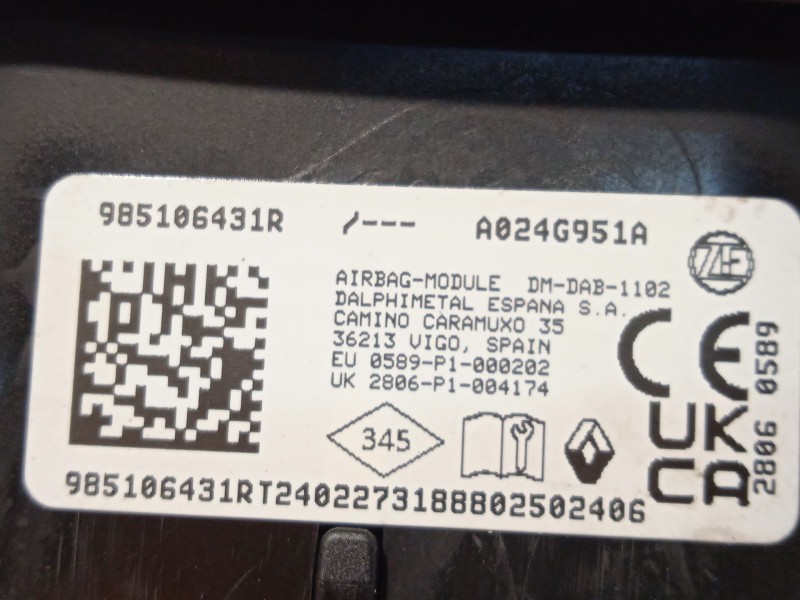 985106431R
A024G951A
ZF
AIRBAG-MODULE DM-DAB-1102
DALPHIMETAL ESPANA S.A.
CAMINO CARAMUXO 35
36213 VIGO, SPAIN
EU 0589-P1-000202
UK 2806-P1-004174
CE
UK
CA
2806 0589
345
985106431RT2402273188802502406